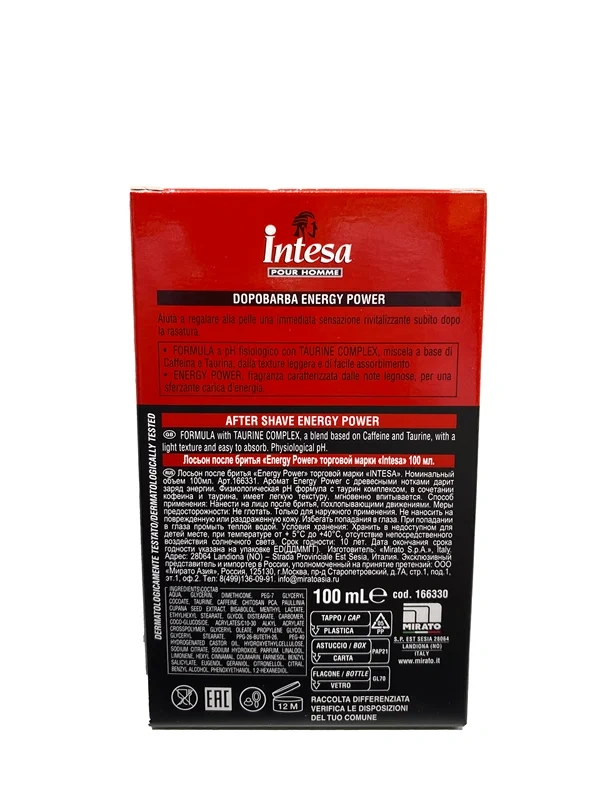 Intesa
POUR HOMME
DOPOBARBA ENERGY POWER
Aiuta a regalare alla pelle una immediata sensazione rivitalizzante subito dopo
la rasatura.
• FORMULA a pH fisiologico con TAURINE COMPLEX, miscela a base di
Caffeina e Taurina, dalla texture leggera e di facile assorbimento.
• ENERGY POWER, fragranza caratterizzata dalle note legnose, per una
sferzante carica d'energia.
DERMATOLOGICAMENTE TESTATO/DERMATOLOGICALLY TESTED
AFTER SHAVE ENERGY POWER
GB FORMULA with TAURINE COMPLEX, a blend based on Caffeine and Taurine, with a
light texture and easy to absorb. Physiological pH.
Лосьон после бритья «Energy Power» торговой марки «Intesa» 100 мл.
RUS Лосьон после бритья «Energy Power» торговой марки «INTESA». Номинальный
объем 100мл. Арт.166331. Аромат Energy Power с древесными нотками дарит
заряд энергии. Физиологическая pH формула с таурин комплексом, в сочетании
кофеина и таурина, имеет легкую текстуру, мгновенно впитывается. Способ
применения: Нанести на лицо после бритья, похлопывающими движениями. Меры
предосторожности: Не глотать. Только для наружного применения. Не наносить на
поврежденную или раздраженную кожу. Избегать попадания в глаза. При попадании
в глаза промыть теплой водой. Условия хранения: Хранить в недоступном для
детей месте, при температуре от + 5°C до +40°C, отсутствие непосредственного
воздействия солнечного света. Срок годности: 10 лет. Дата окончания срока
годности указана на упаковке ED(ДДММГГ). Изготовитель: «Mirato S.p.A.», Italy.
Адрес: 28064 Landiona (NO) – Strada Provinciale Est Sesia, Италия. Эксклюзивный
представитель и импортер в России, уполномоченный на принятие претензий: ООО
«Мирато Азия», Россия, 125130, г.Москва, пр-д Старопетровский, д.7А, стр.1, под.1,
эт.1, оф.2. Тел: 8(499)136-09-91. info@miratoasia.ru
INGREDIENTS/СОСТАВ
AQUA, GLYCERIN, DIMETHICONE, PEG-7 GLYCERYL
COCOATE, TAURINE, CAFFEINE, CHITOSAN PCA, PAULLINIA
CUPANA SEED EXTRACT, BISABOLOL, MENTHYL LACTATE,
ETHYLHEXYL STEARATE, GLYCOL DISTEARATE, CARBOMER,
COCO-GLUCOSIDE, ACRYLATES/C10-30 ALKYL ACRYLATE
CROSSPOLYMER, GLYCERYL OLEATE, PROPYLENE GLYCOL,
GLYCERYL STEARATE, PPG-26-BUTETH-26, PEG-40
HYDROGENATED CASTOR OIL, HYDROXYETHYLCELLULOSE,
SODIUM CITRATE, SODIUM HYDROXIDE, PARFUM, LINALOOL,
LIMONENE, HEXYL CINNAMAL, COUMARIN, FARNESOL, BENZYL
SALICYLATE, EUGENOL, GERANIOL, CITRONELLOL, CITRAL,
BENZYL ALCOHOL, PHENOXYETHANOL, 1,2-HEXANEDIOL.
100 mL e cod. 166330
TAPPO / CAP
PLASTICA
PP
ASTUCCIO / BOX
CARTA
PAP21
FLACONE / BOTTLE
VETRO
GL70
MIRATO
S.P. EST SESIA 28064
LANDIONA (NO)
ITALY
www.mirato.it
EAC
12 M
RACCOLTA DIFFERENZIATA
VERIFICA LE DISPOSIZIONI
DEL TUO COMUNE